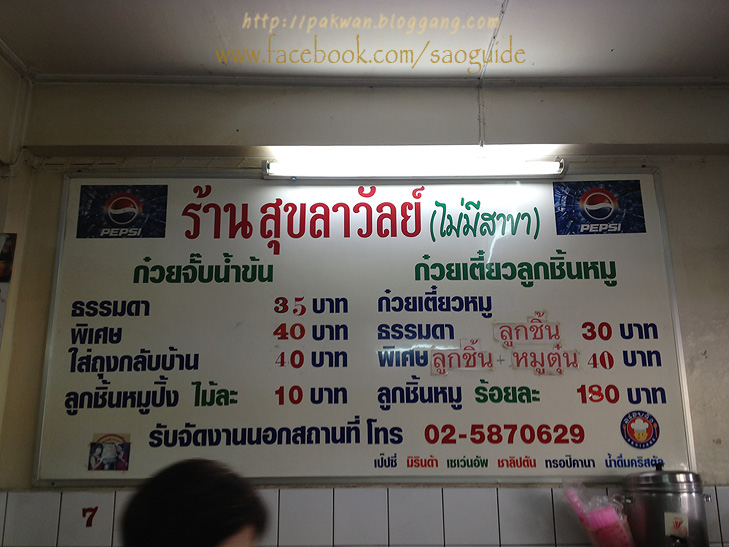 http://pakwan.bloggang.com
www.facebook.com/saoguide
PEPSI ร้าน สุขลาวัลย์ (ไม่มีสาขา) PEPSI
ก๋วยจั๊บน้ำข้น
ธรรมดา 35 บาท
พิเศษ 40 บาท
ใส่ถุงกลับบ้าน 40 บาท
ลูกชิ้นหมูปิ้ง ไม้ละ 10 บาท
ก๋วยเตี๋ยวลูกชิ้นหมู
ก๋วยเตี๋ยวหมู
ธรรมดา ลูกชิ้น 30 บาท
พิเศษ ลูกชิ้น + หมูตุ๋น 40 บาท
ลูกชิ้นหมู ร้อยละ 180 บาท
รับจัดงานนอกสถานที่ โทร 02-5870629
เป๊ปซี่ มิรินด้า เซเว่นอัพ ชาลิปตัน ทรอปิคานา น้ำดื่มคริสตัล
7